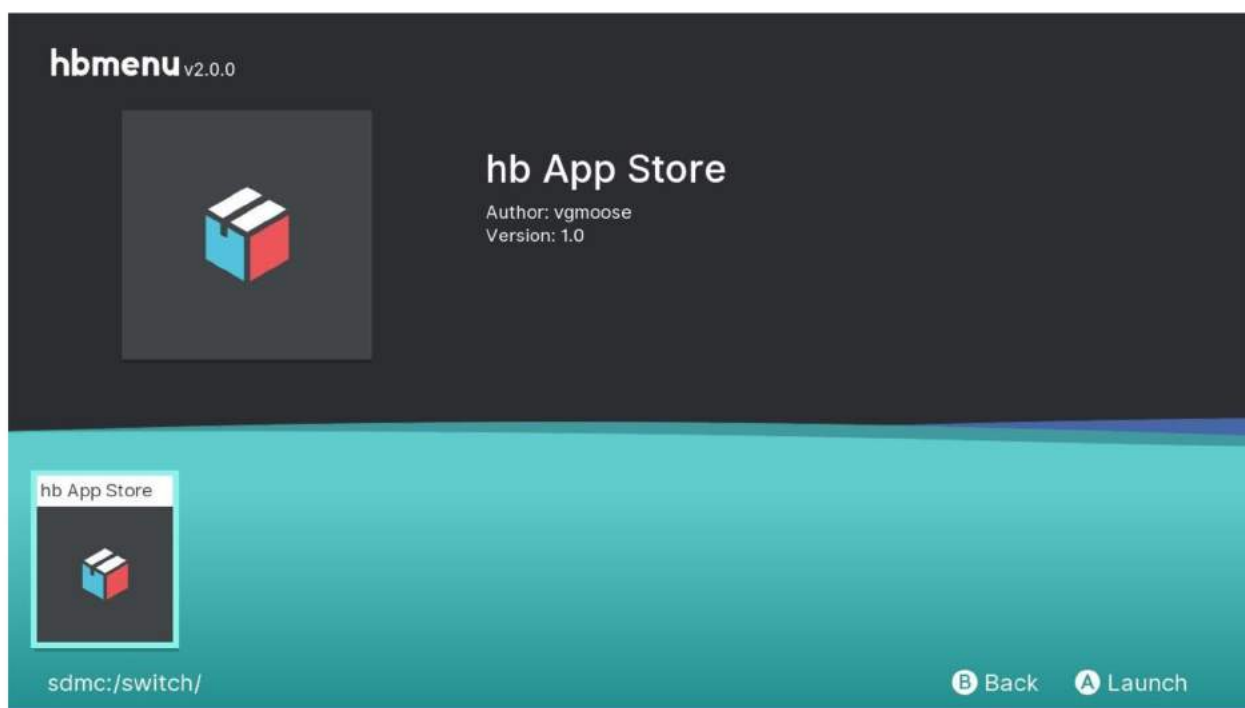 hbmenu v2.0.0
hb App Store
Author: vgmoose
Version: 1.0
hb App Store
sdmc:/switch/
B Back A Launch